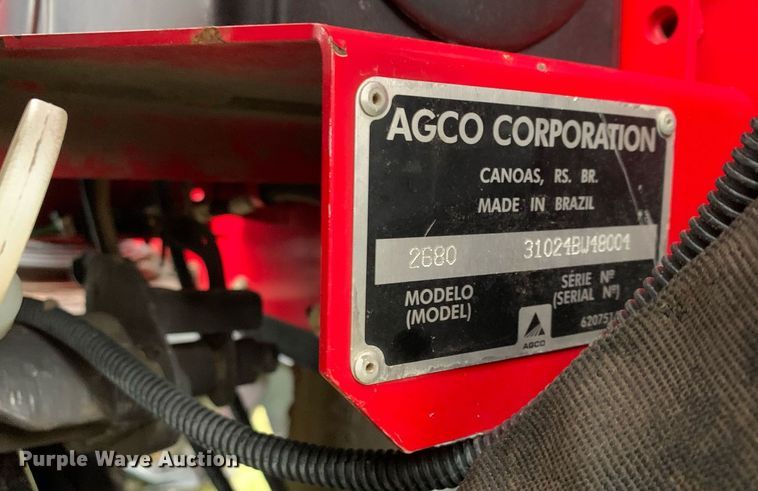 AGCO CORPORATION
CANOAS, RS. BR.
MADE IN BRAZIL
2680 31024BW48004
MODELO SÉRIE Nº
(MODEL) (SERIAL Nº)
AGCO
Purple Wave Auction